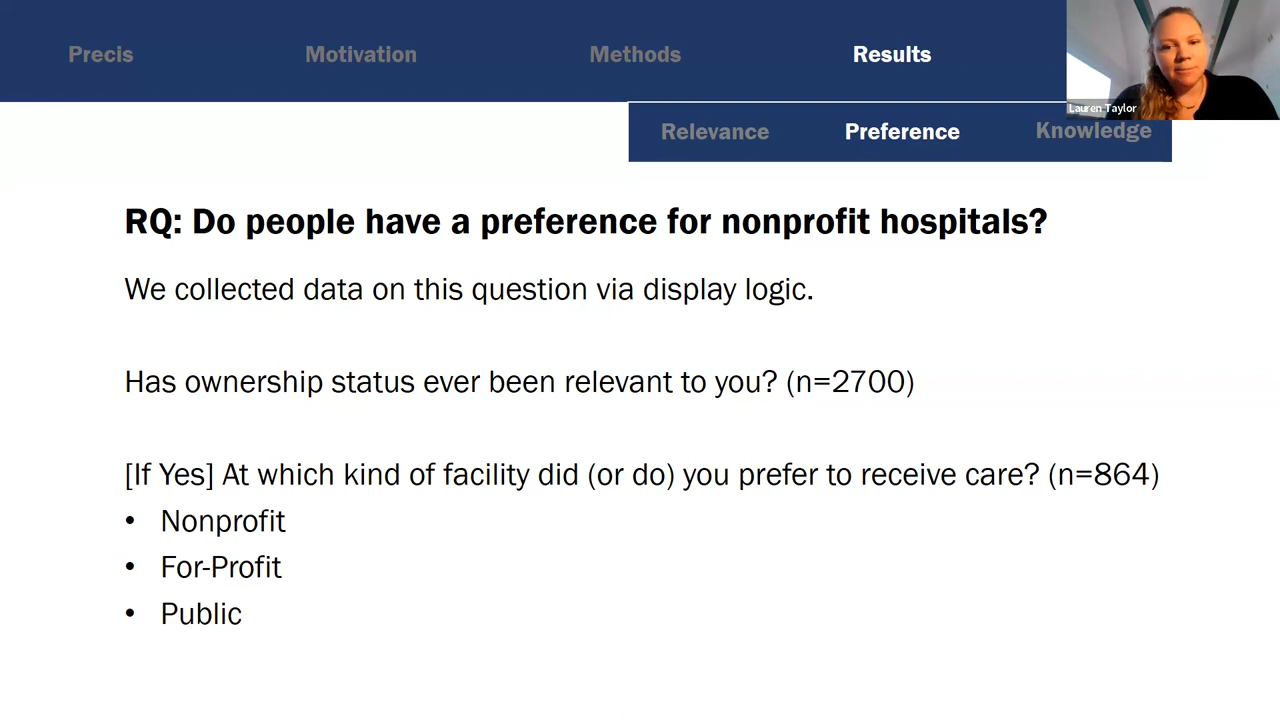 Precis
Motivation
Methods
Results
Lauren Taylor
Relevance
Preference
Knowledge
RQ: Do people have a preference for nonprofit hospitals?
We collected data on this question via display logic.
Has ownership status ever been relevant to you? (n=2700)
[If Yes] At which kind of facility did (or do) you prefer to receive care? (n=864)
• Nonprofit
• For-Profit
• Public